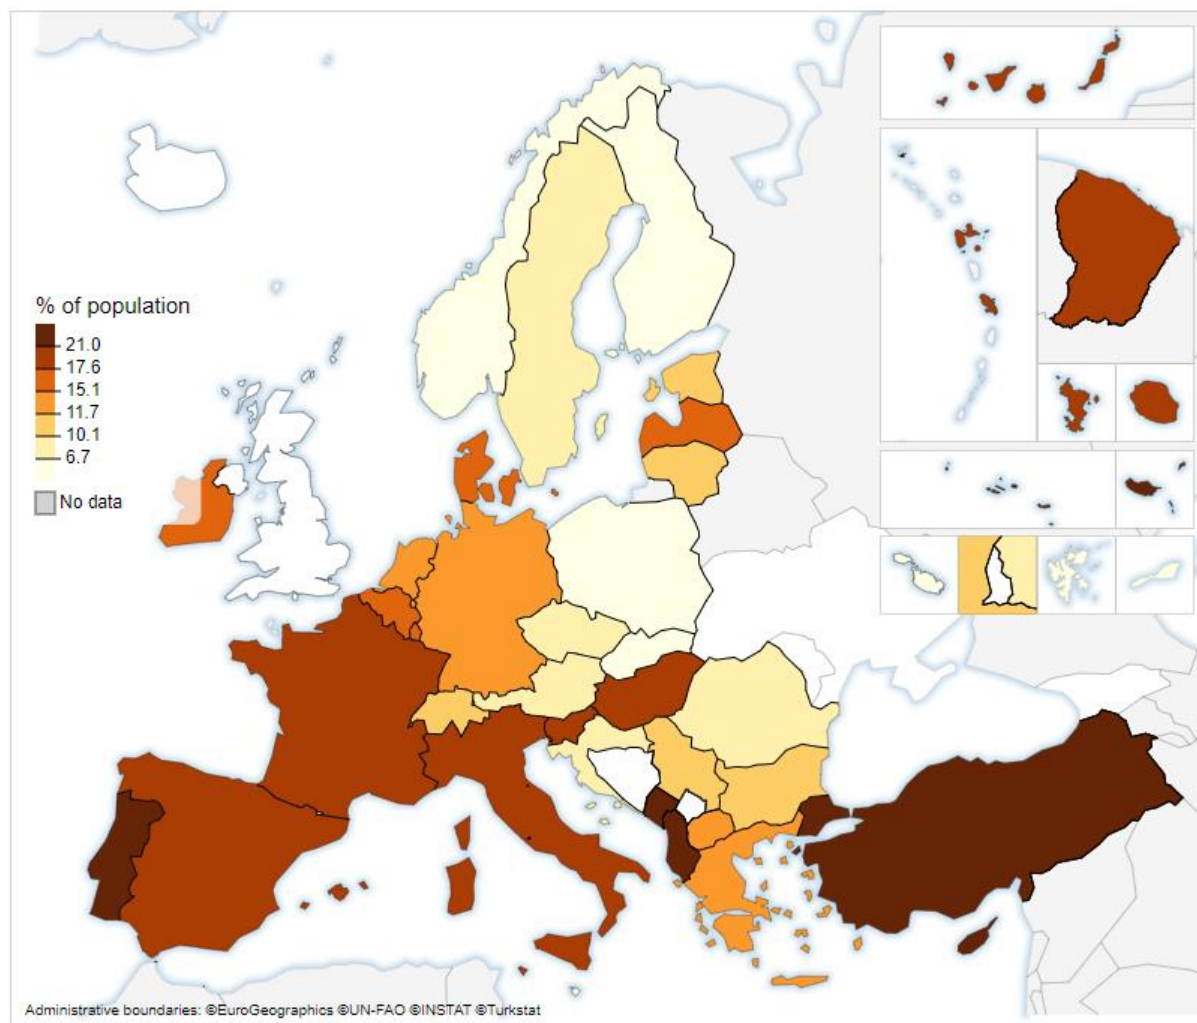 % of population
21.0
17.6
15.1
11.7
10.1
6.7
No data
Administrative boundaries: ©EuroGeographics ©UN-FAO ©INSTAT ©Turkstat